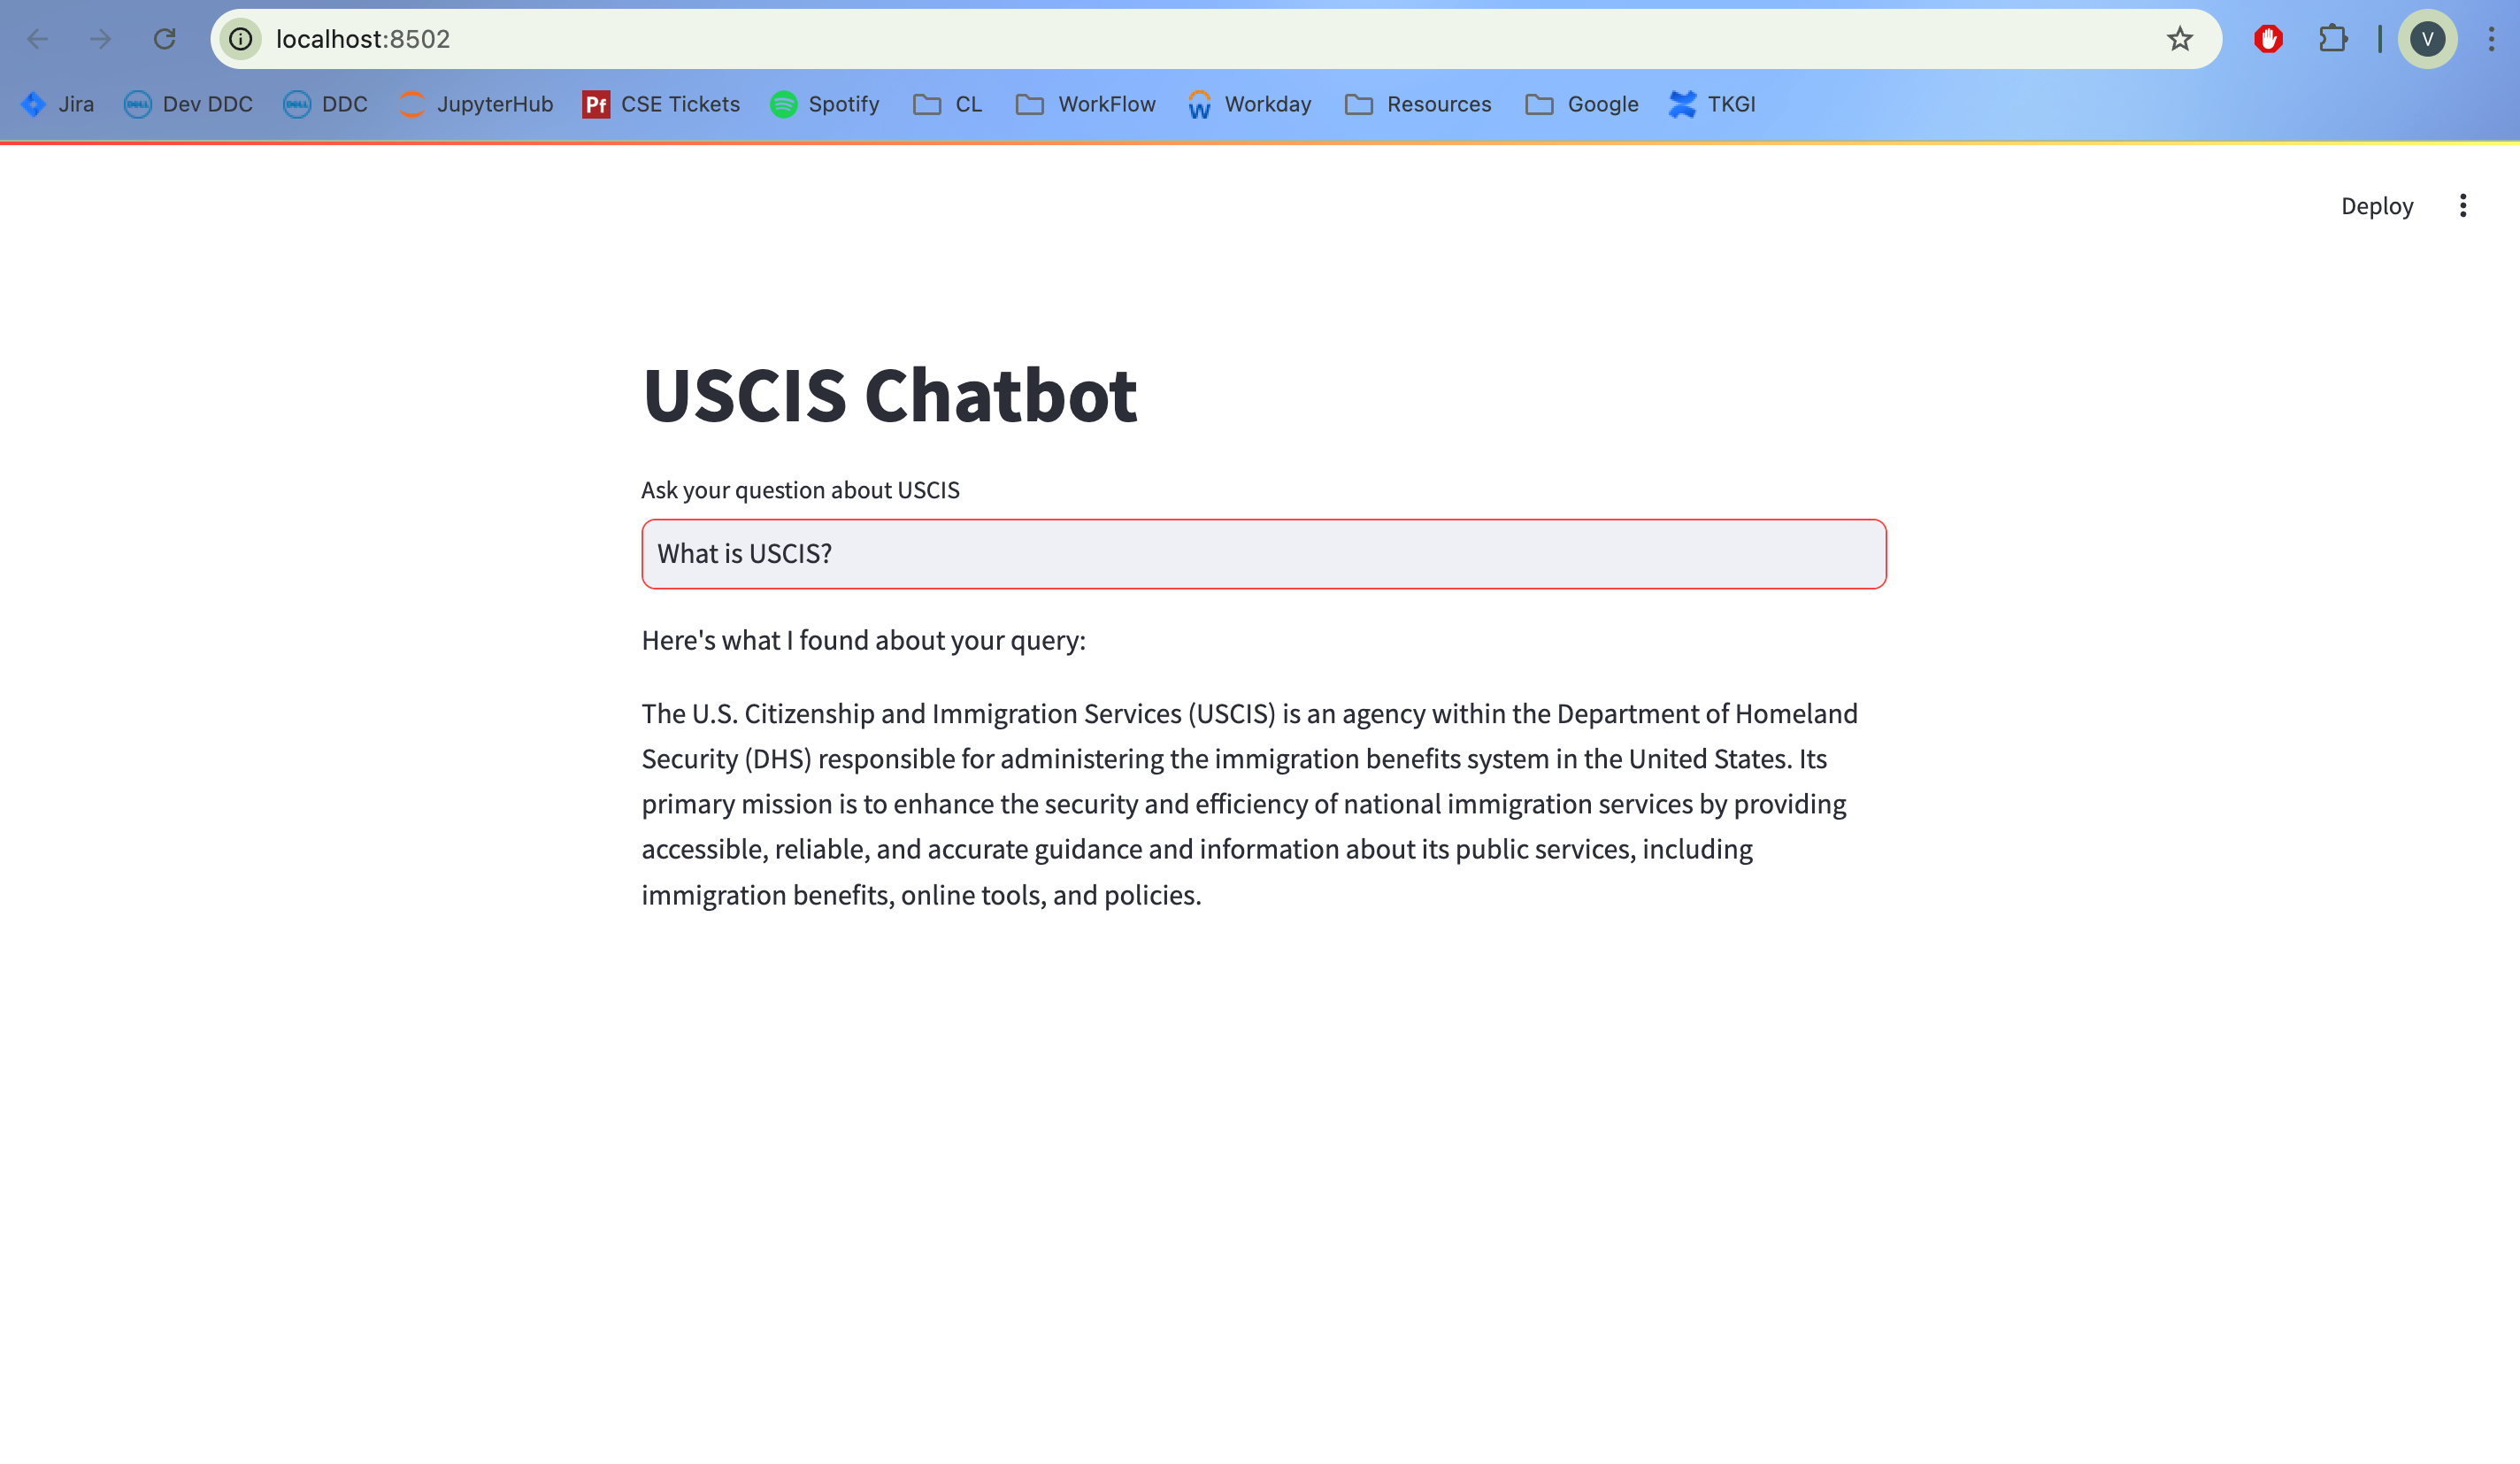 localhost:8502
V
Jira Dev DDC DDC JupyterHub Pf CSE Tickets Spotify CL WorkFlow Workday Resources Google TKGI
Deploy
USCIS Chatbot
Ask your question about USCIS
What is USCIS?
Here's what I found about your query:
The U.S. Citizenship and Immigration Services (USCIS) is an agency within the Department of Homeland
Security (DHS) responsible for administering the immigration benefits system in the United States. Its
primary mission is to enhance the security and efficiency of national immigration services by providing
accessible, reliable, and accurate guidance and information about its public services, including
immigration benefits, online tools, and policies.